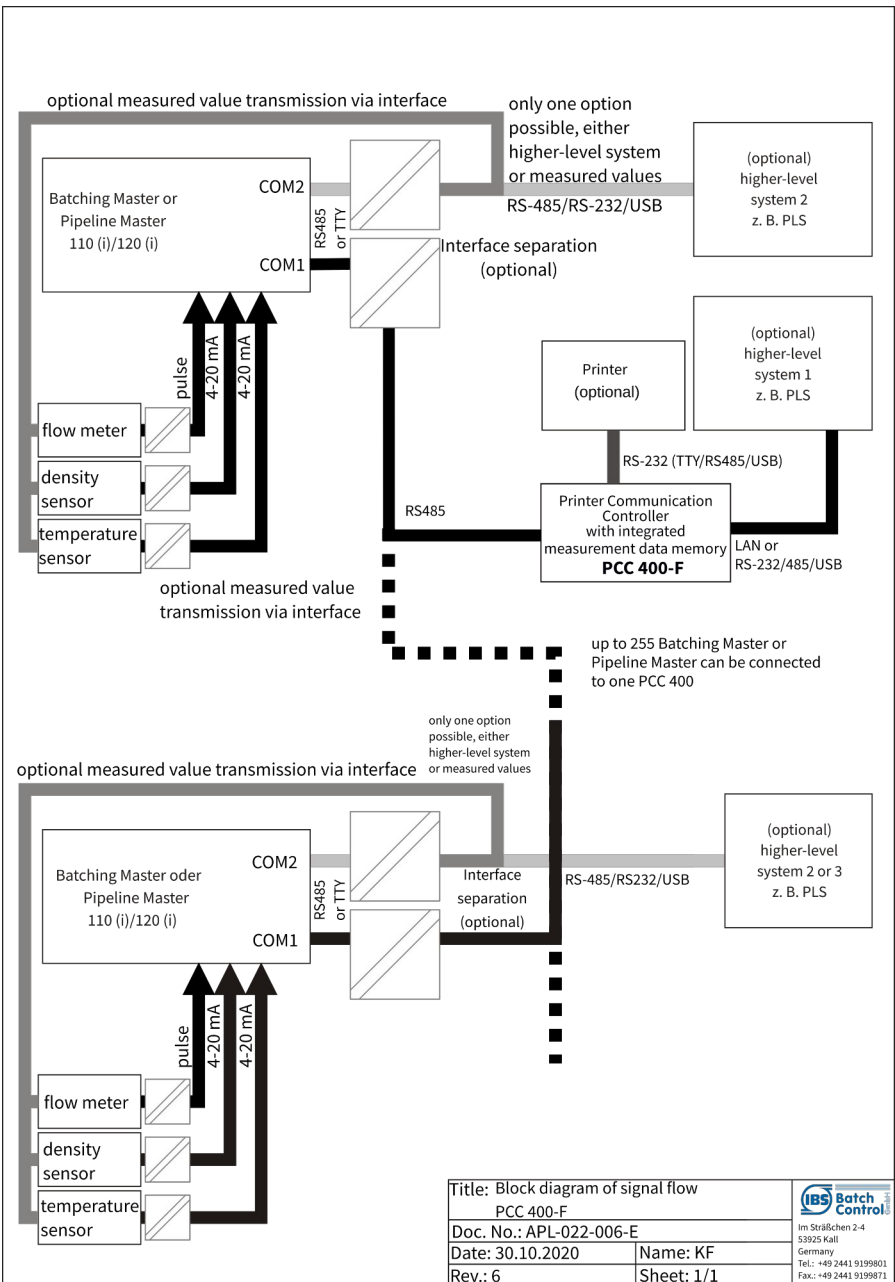 optional measured value transmission via interface
only one option
possible, either
higher-level system
or measured values
RS-485/RS-232/USB
(optional)
higher-level
system 2
z. B. PLS
Batching Master or
Pipeline Master
110 (i)/120 (i)
COM2
COM1
RS485
or TTY
Interface separation
(optional)
(optional)
higher-level
system 1
z. B. PLS
Printer
(optional)
pulse
4-20 mA
4-20 mA
flow meter
density
sensor
temperature
sensor
RS-232 (TTY/RS485/USB)
RS485
Printer Communication
Controller
with integrated
measurement data memory
PCC 400-F
LAN or
RS-232/485/USB
optional measured value
transmission via interface
up to 255 Batching Master or
Pipeline Master can be connected
to one PCC 400
only one option
possible, either
higher-level system
or measured values
optional measured value transmission via interface
Batching Master oder
Pipeline Master
110 (i)/120 (i)
COM2
COM1
RS485
or TTY
Interface
separation
(optional)
RS-485/RS232/USB
(optional)
higher-level
system 2 or 3
z. B. PLS
pulse
4-20 mA
4-20 mA
flow meter
density
sensor
temperature
sensor
Title: Block diagram of signal flow
PCC 400-F
Doc. No.: APL-022-006-E
Date: 30.10.2020
Name: KF
Rev.: 6
Sheet: 1/1
IBS Batch
Control GmbH
Im Sträßchen 2-4
53925 Kall
Germany
Tel.: +49 2441 9199801
Fax.: +49 2441 9199871